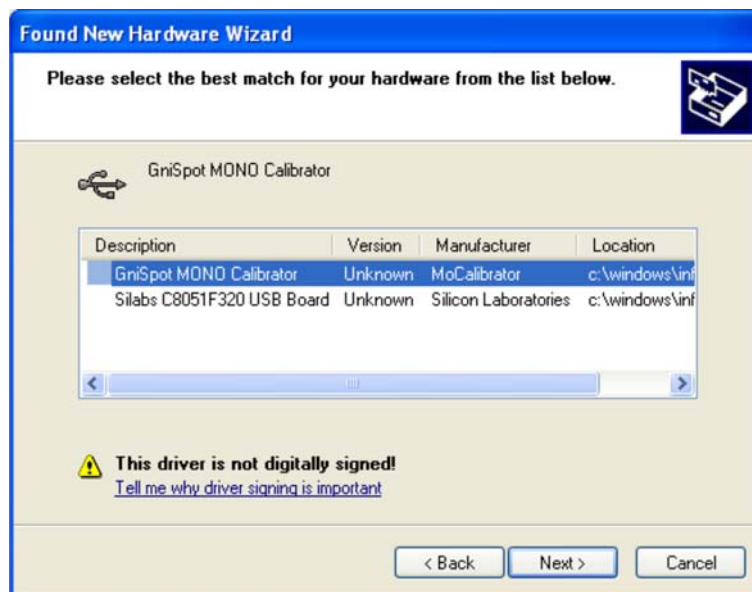 Found New Hardware Wizard
Please select the best match for your hardware from the list below.
GniSpot MONO Calibrator
Description Version Manufacturer Location
GniSpot MONO Calibrator Unknown MoCalibrator c:\windows\inf
Silabs C8051F320 USB Board Unknown Silicon Laboratories c:\windows\inf
This driver is not digitally signed!
Tell me why driver signing is important
< Back Next > Cancel